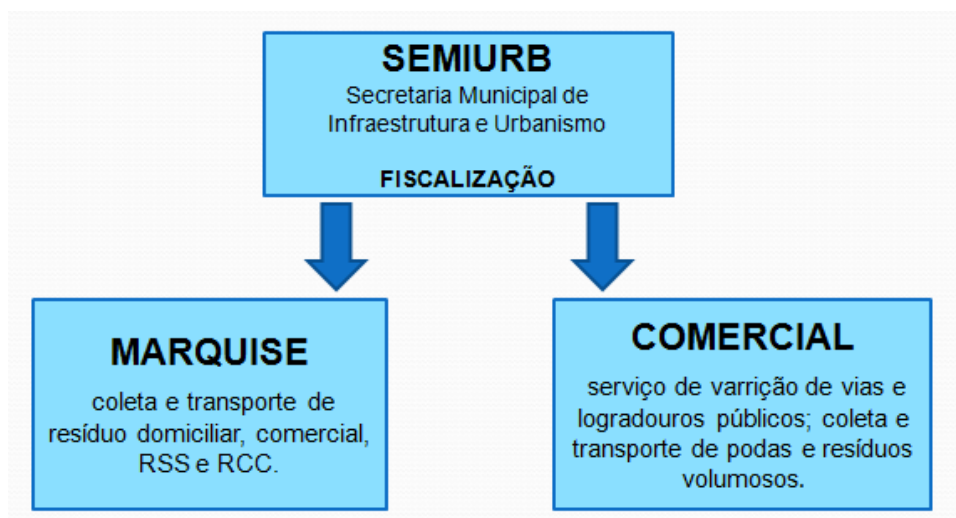 SEMIURB
Secretaria Municipal de
Infraestrutura e Urbanismo
FISCALIZAÇÃO
MARQUISE
coleta e transporte de
resíduo domiciliar, comercial,
RSS e RCC.
COMERCIAL
serviço de varrição de vias e
logradouros públicos; coleta e
transporte de podas e resíduos
volumosos.